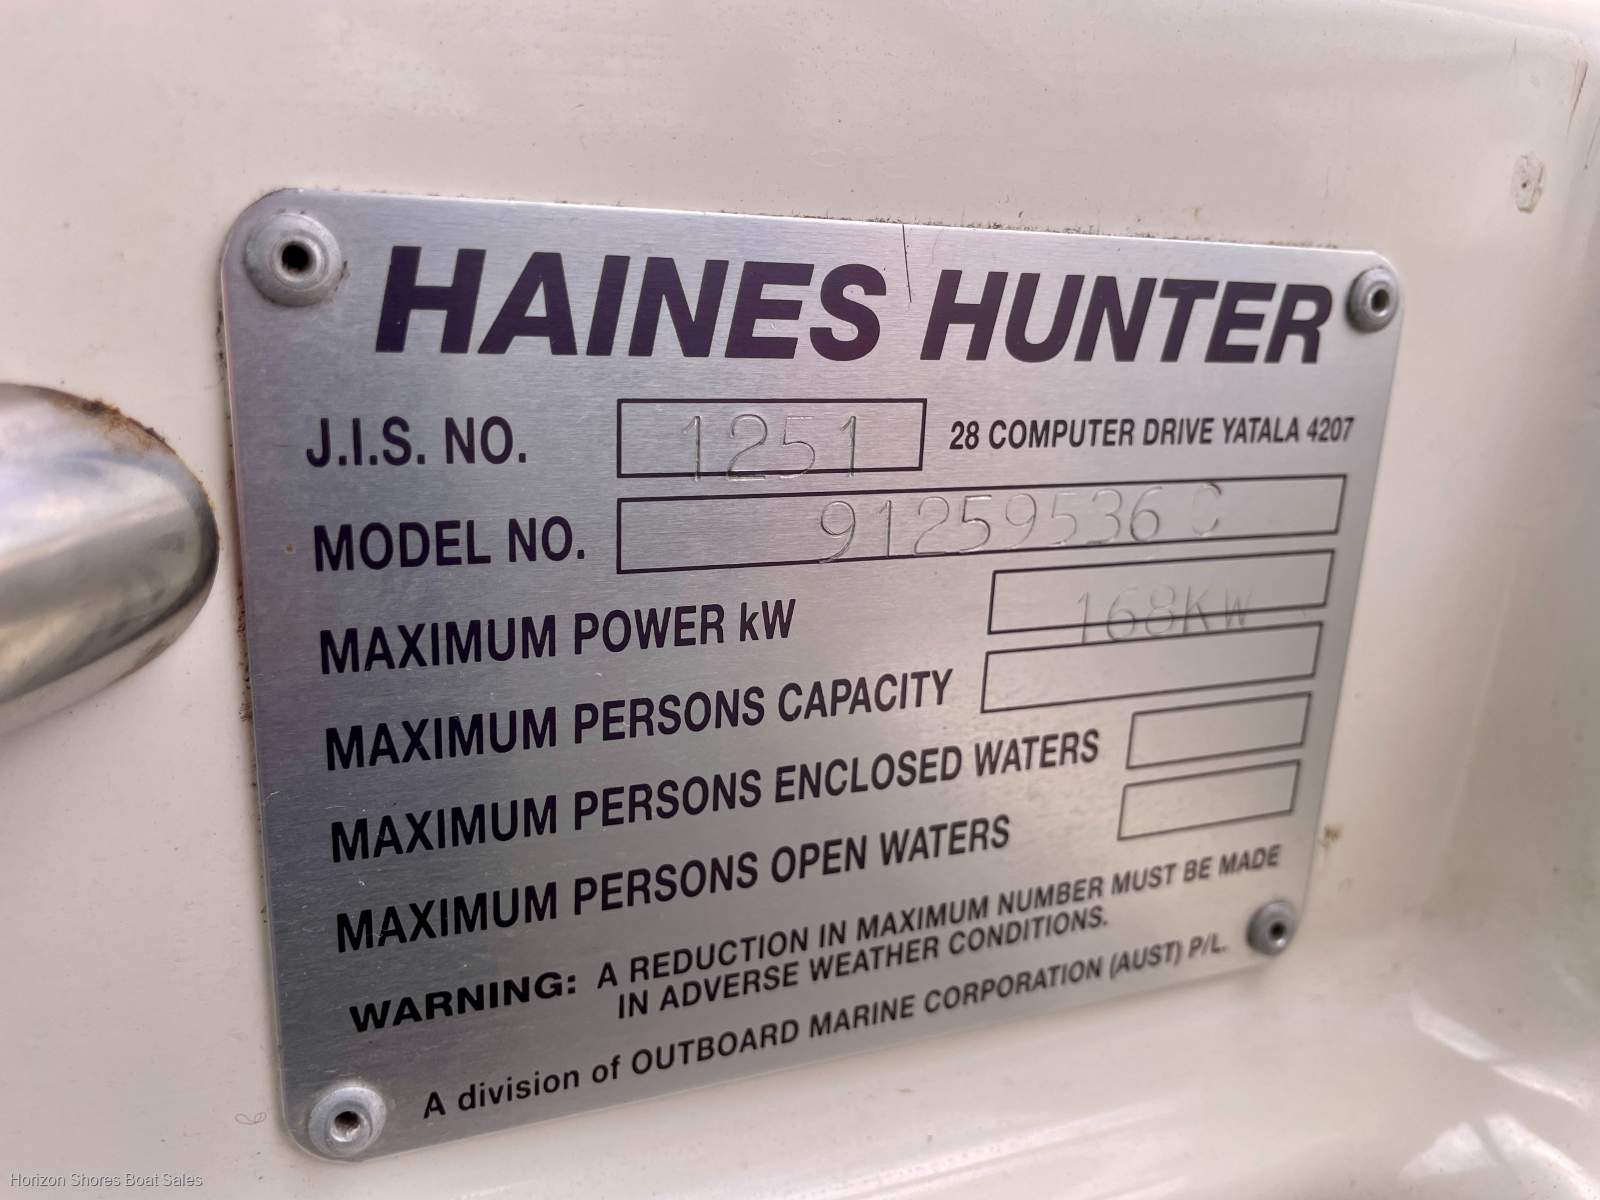 HAINES HUNTER
J.I.S. NO. 1251 28 COMPUTER DRIVE YATALA 4207
MODEL NO. 91259536C
MAXIMUM POWER kW 168KW
MAXIMUM PERSONS CAPACITY
MAXIMUM PERSONS ENCLOSED WATERS
MAXIMUM PERSONS OPEN WATERS
WARNING: A REDUCTION IN MAXIMUM NUMBER MUST BE MADE
IN ADVERSE WEATHER CONDITIONS.
A division of OUTBOARD MARINE CORPORATION (AUST) P/L.
Horizon Shores Boat Sales